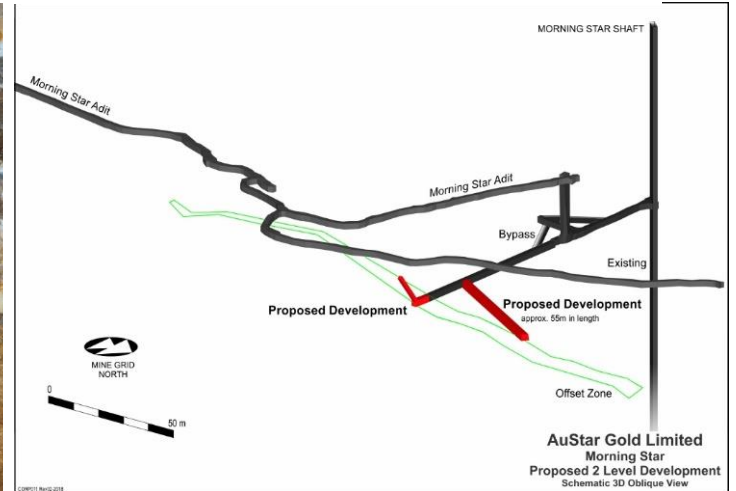 MORNING STAR SHAFT
Morning Star Adit
Morning Star Adit
Bypass
Existing
Proposed Development
Proposed Development
approx. 55m in length
MINE GRID
NORTH
0
50 m
Offset Zone
AuStar Gold Limited
Morning Star
Proposed 2 Level Development
Schematic 3D Oblique View